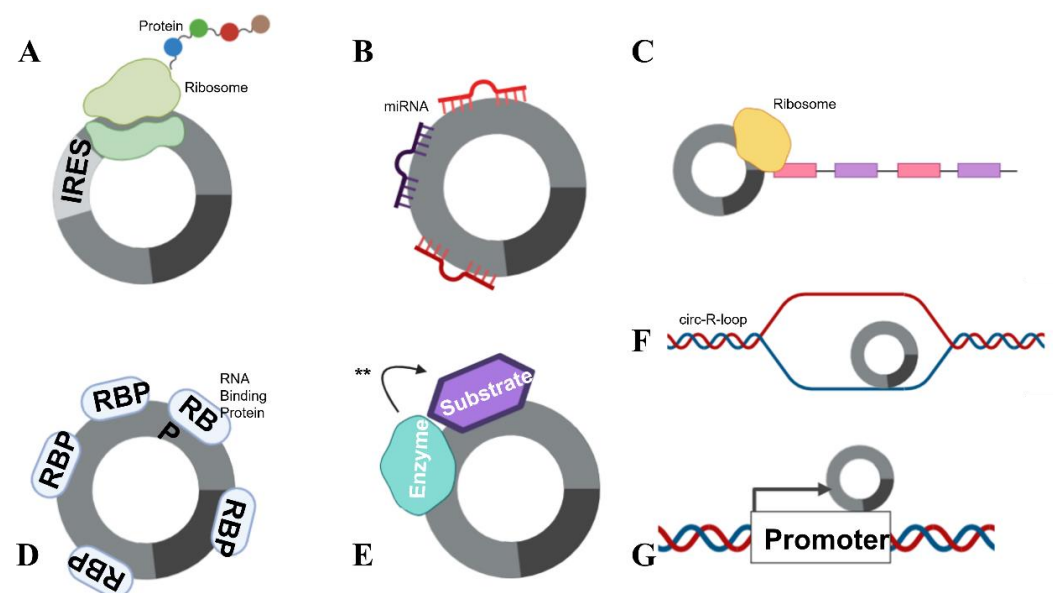 A
Protein
Ribosome
IRES
B
miRNA
C
Ribosome
D
RBP
RB
P
RNA
Binding
Protein
RBP
RBP
RBP
E
**
Substrate
Enzyme
F
circ-R-loop
G
Promoter